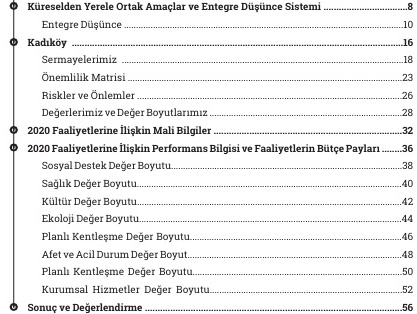 Küreselden Yerele Ortak Amaçlar ve Entegre Düşünce Sistemi ........................8
Entegre Düşünce ........................10
Kadıköy ........................16
Sermayelerimiz ........................18
Önemlilik Matrisi ........................23
Riskler ve Önlemler ........................26
Değerlerimiz ve Değer Boyutlarımız ........................28
2020 Faaliyetlerine İlişkin Mali Bilgiler ........................32
2020 Faaliyetlerine İlişkin Performans Bilgisi ve Faaliyetlerin Bütçe Payları ........36
Sosyal Destek Değer Boyutu........................38
Sağlık Değer Boyutu........................40
Kültür Değer Boyutu........................42
Ekoloji Değer Boyutu........................44
Planlı Kentleşme Değer Boyutu........................46
Afet ve Acil Durum Değer Boyut........................48
Planlı Kentleşme Değer Boyutu........................50
Kurumsal Hizmetler Değer Boyutu........................52
Sonuç ve Değerlendirme ........................56